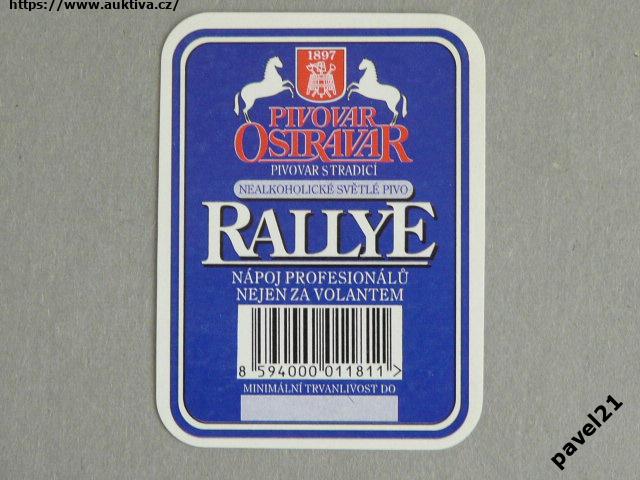 https://www.auktiva.cz/
1897
PIVOVAR
OSTRAVAR
PIVOVAR S TRADICÍ
NEALKOHOLICKÉ SVĚTLÉ PIVO
RALLYE
NÁPOJ PROFESIONÁLŮ
NEJEN ZA VOLANTEM
8 594000 011811 >
MINIMÁLNÍ TRVANLIVOST DO
pavel21